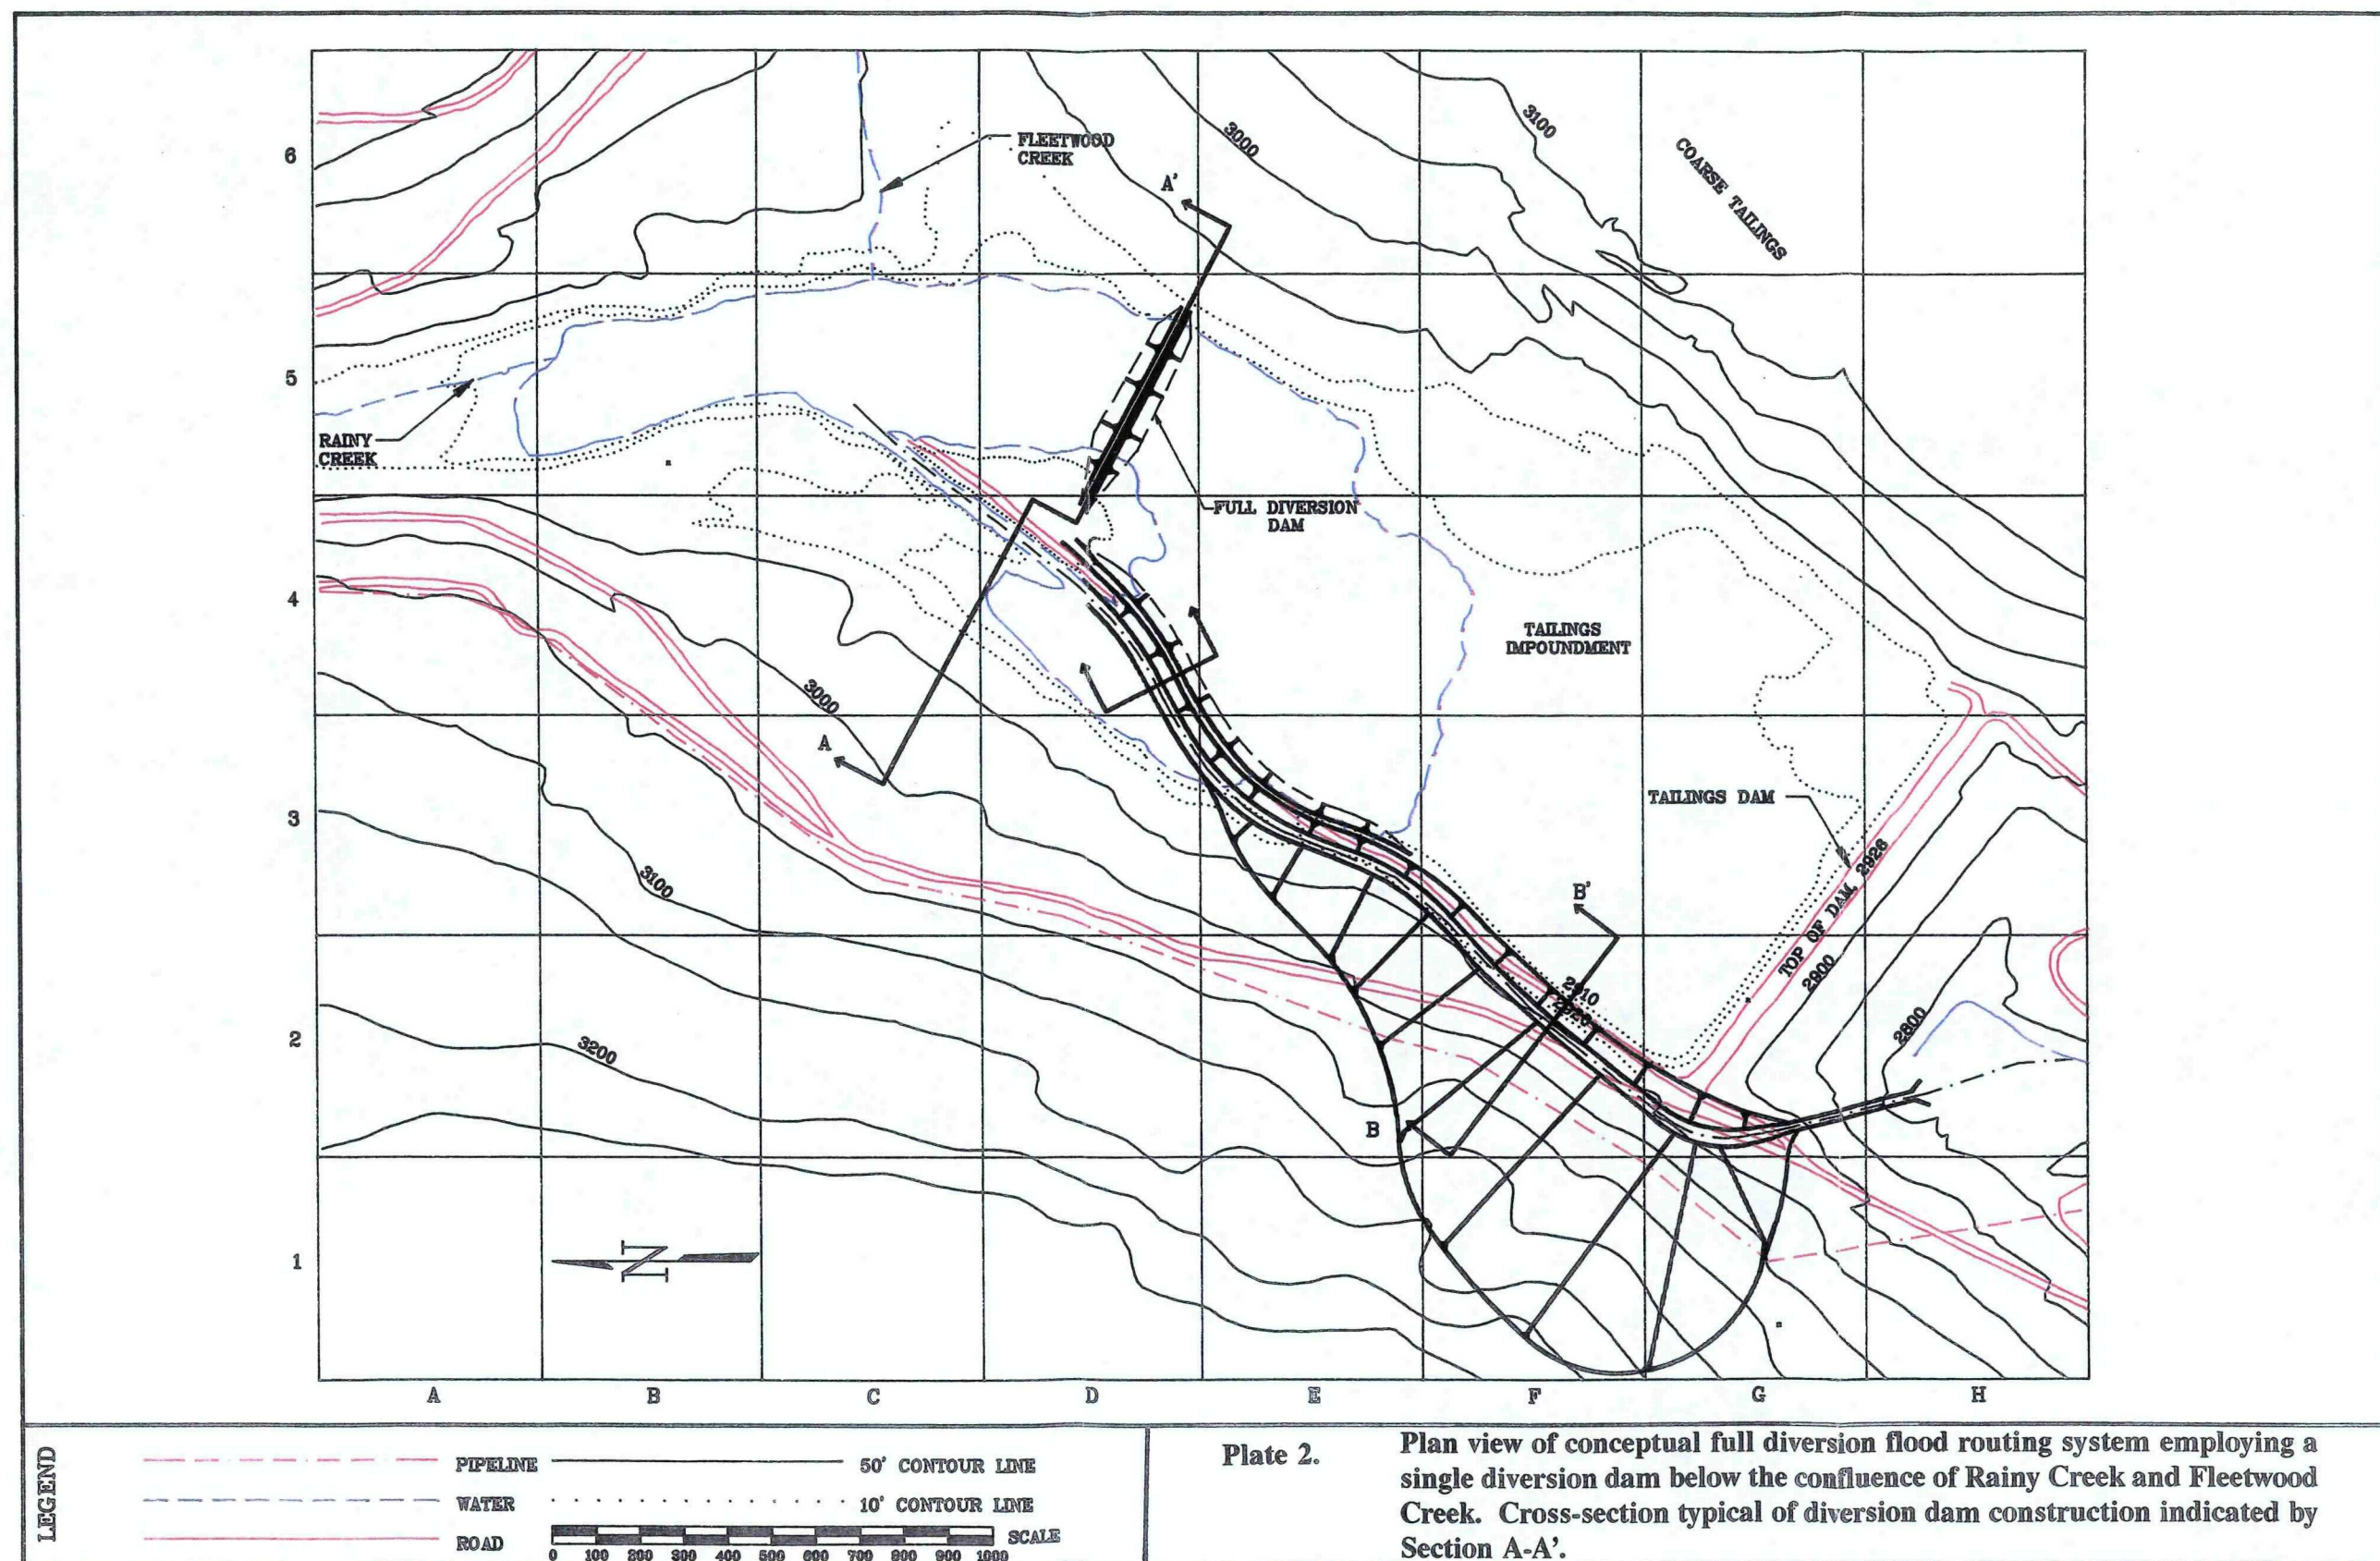 6
5
4
3
2
1
FLEETWOOD
CREEK
A'
3000
3100
COARSE TAILINGS
RAINY
CREEK
FULL DIVERSION
DAM
TAILINGS
IMPOUNDMENT
3000
A
TAILINGS DAM
TOP OF DAM, 2926
3100
B'
2910
2900
2800
3200
B
N
A B C D E F G H
LEGEND
PIPELINE
WATER
ROAD
50' CONTOUR LINE
10' CONTOUR LINE
SCALE
0 100 200 300 400 500 600 700 800 900 1000
Plate 2.
Plan view of conceptual full diversion flood routing system employing a
single diversion dam below the confluence of Rainy Creek and Fleetwood
Creek. Cross-section typical of diversion dam construction indicated by
Section A-A'.